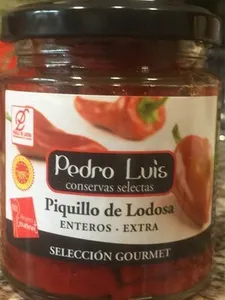 Pedro Luis
conservas selectas
Piquillo de Lodosa
ENTEROS · EXTRA
SELECCIÓN GOURMET